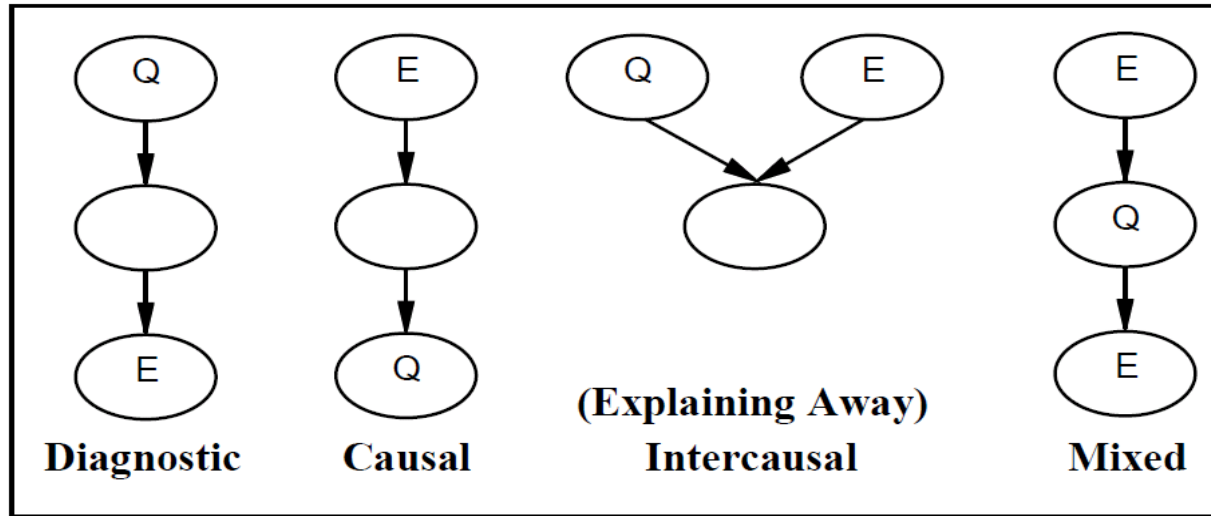 Q
E
Q
E
Q
E
Q
E
(Explaining Away)
Diagnostic
Causal
Intercausal
Mixed